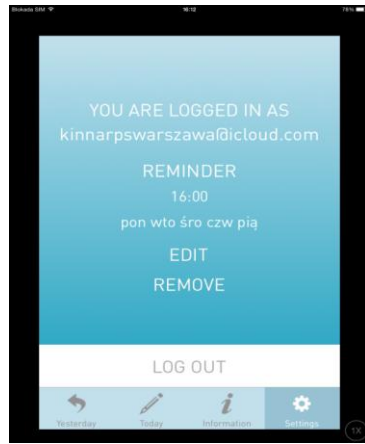 Blokada SIM 16:12 78%
YOU ARE LOGGED IN AS
kinnarpswarszawa@icloud.com
REMINDER
16:00
pon wto śro czw pią
EDIT
REMOVE
LOG OUT
Yesterday Today Information Settings
1X